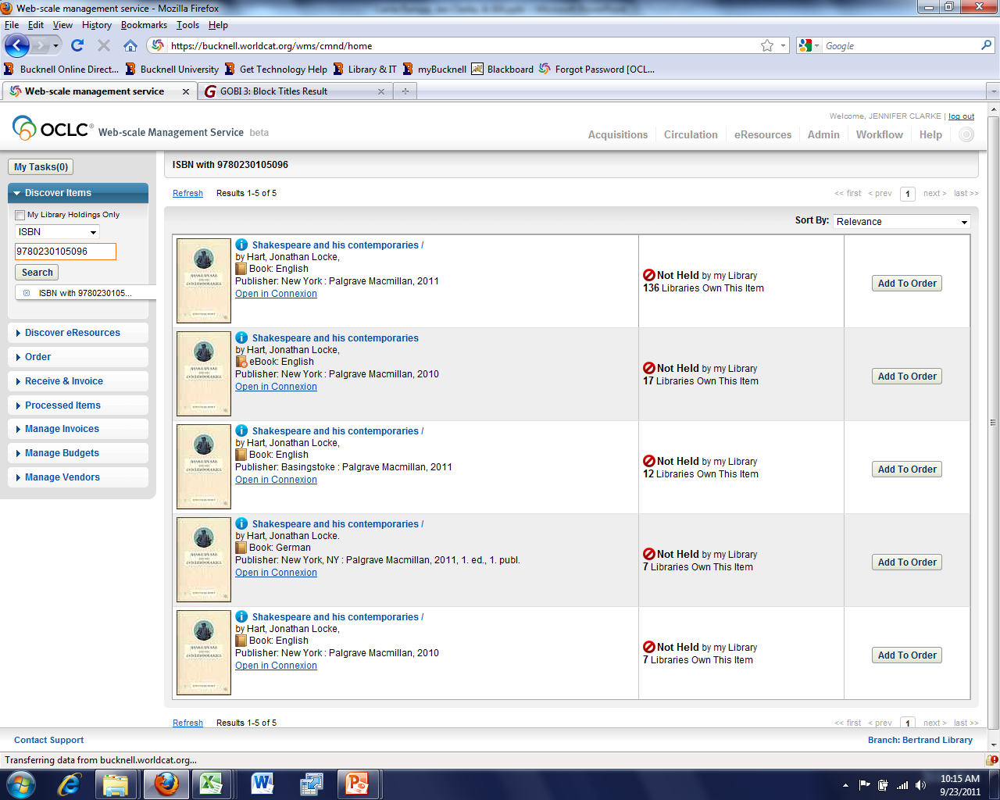 Web-scale management service - Mozilla Firefox
File Edit View History Bookmarks Tools Help
https://bucknell.worldcat.org/wms/cmnd/home
Google
Bucknell Online Direct... Bucknell University Get Technology Help Library & IT myBucknell Blackboard Forgot Password [OCL...
Web-scale management service GOBI 3: Block Titles Result
Welcome, JENNIFER CLARKE | log out
OCLC® Web-scale Management Service beta
Acquisitions Circulation eResources Admin Workflow Help
My Tasks(0)
Discover Items
My Library Holdings Only
ISBN
9780230105096
Search
ISBN with 978023010 5...
Discover eResources
Order
Receive & Invoice
Processed Items
Manage Invoices
Manage Budgets
Manage Vendors
ISBN with 9780230105096
Refresh Results 1-5 of 5 << first < prev 1 next > last >>
Sort By: Relevance
Shakespeare and his contemporaries /
by Hart, Jonathan Locke,
Book: English
Publisher: New York : Palgrave Macmillan, 2011
Open in Connexion
Not Held by my Library
136 Libraries Own This Item
Add To Order
Shakespeare and his contemporaries
by Hart, Jonathan Locke,
eBook: English
Publisher: New York : Palgrave Macmillan, 2010
Open in Connexion
Not Held by my Library
17 Libraries Own This Item
Add To Order
Shakespeare and his contemporaries /
by Hart, Jonathan Locke,
Book: English
Publisher: Basingstoke : Palgrave Macmillan, 2011
Open in Connexion
Not Held by my Library
12 Libraries Own This Item
Add To Order
Shakespeare and his contemporaries /
by Hart, Jonathan Locke.
Book: German
Publisher: New York, NY : Palgrave Macmillan, 2011, 1. ed., 1. publ.
Open in Connexion
Not Held by my Library
7 Libraries Own This Item
Add To Order
Shakespeare and his contemporaries /
by Hart, Jonathan Locke,
Book: English
Publisher: New York : Palgrave Macmillan, 2010
Open in Connexion
Not Held by my Library
7 Libraries Own This Item
Add To Order
Refresh Results 1-5 of 5 << first < prev 1 next > last >>
Contact Support Branch: Bertrand Library
Transferring data from bucknell.worldcat.org...
10:15 AM
9/23/2011